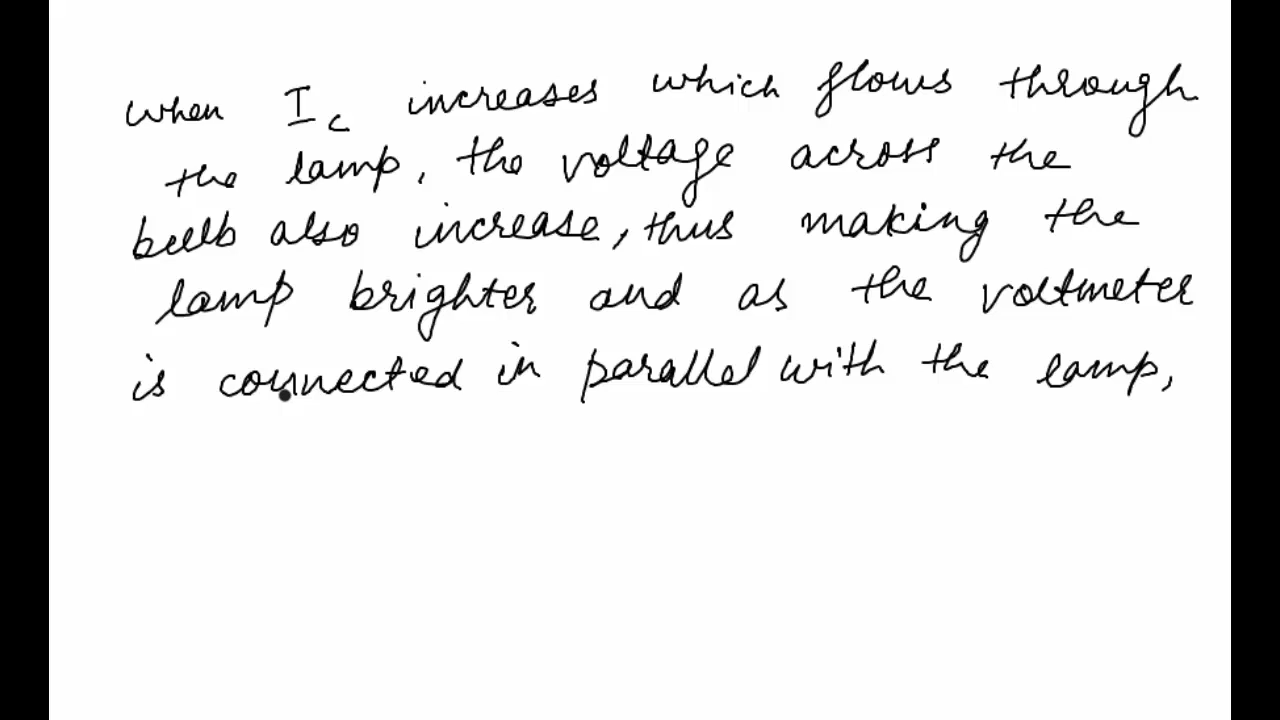 when I_c increases which flows through
the lamp, the voltage across the
bulb also increase, thus making the
lamp brighter and as the voltmeter
is connected in parallel with the lamp,